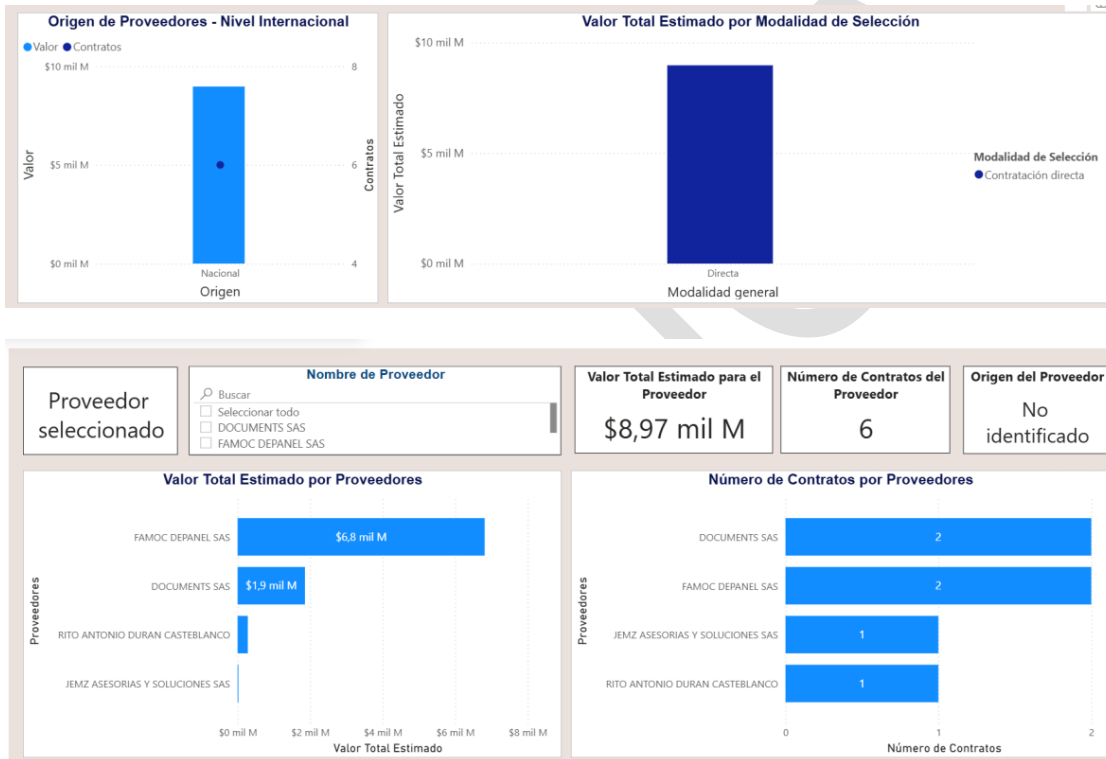 Origen de Proveedores - Nivel Internacional
Valor Contratos
$10 mil M
$5 mil M
$0 mil M
8
6
4
Valor
Contratos
Nacional
Origen
Valor Total Estimado por Modalidad de Selección
$10 mil M
$5 mil M
$0 mil M
Valor Total Estimado
Directa
Modalidad general
Modalidad de Selección
Contratación directa
Proveedor
seleccionado
Nombre de Proveedor
Buscar
Seleccionar todo
DOCUMENTS SAS
FAMOC DEPANEL SAS
Valor Total Estimado para el
Proveedor
$8,97 mil M
Número de Contratos del
Proveedor
6
Origen del Proveedor
No
identificado
Valor Total Estimado por Proveedores
Proveedores
FAMOC DEPANEL SAS
$6,8 mil M
DOCUMENTS SAS
$1,9 mil M
RITO ANTONIO DURAN CASTEBLANCO
JEMZ ASESORIAS Y SOLUCIONES SAS
$0 mil M $2 mil M $4 mil M $6 mil M $8 mil M
Valor Total Estimado
Número de Contratos por Proveedores
Proveedores
DOCUMENTS SAS
2
FAMOC DEPANEL SAS
2
JEMZ ASESORIAS Y SOLUCIONES SAS
1
RITO ANTONIO DURAN CASTEBLANCO
1
0 1 2
Número de Contratos